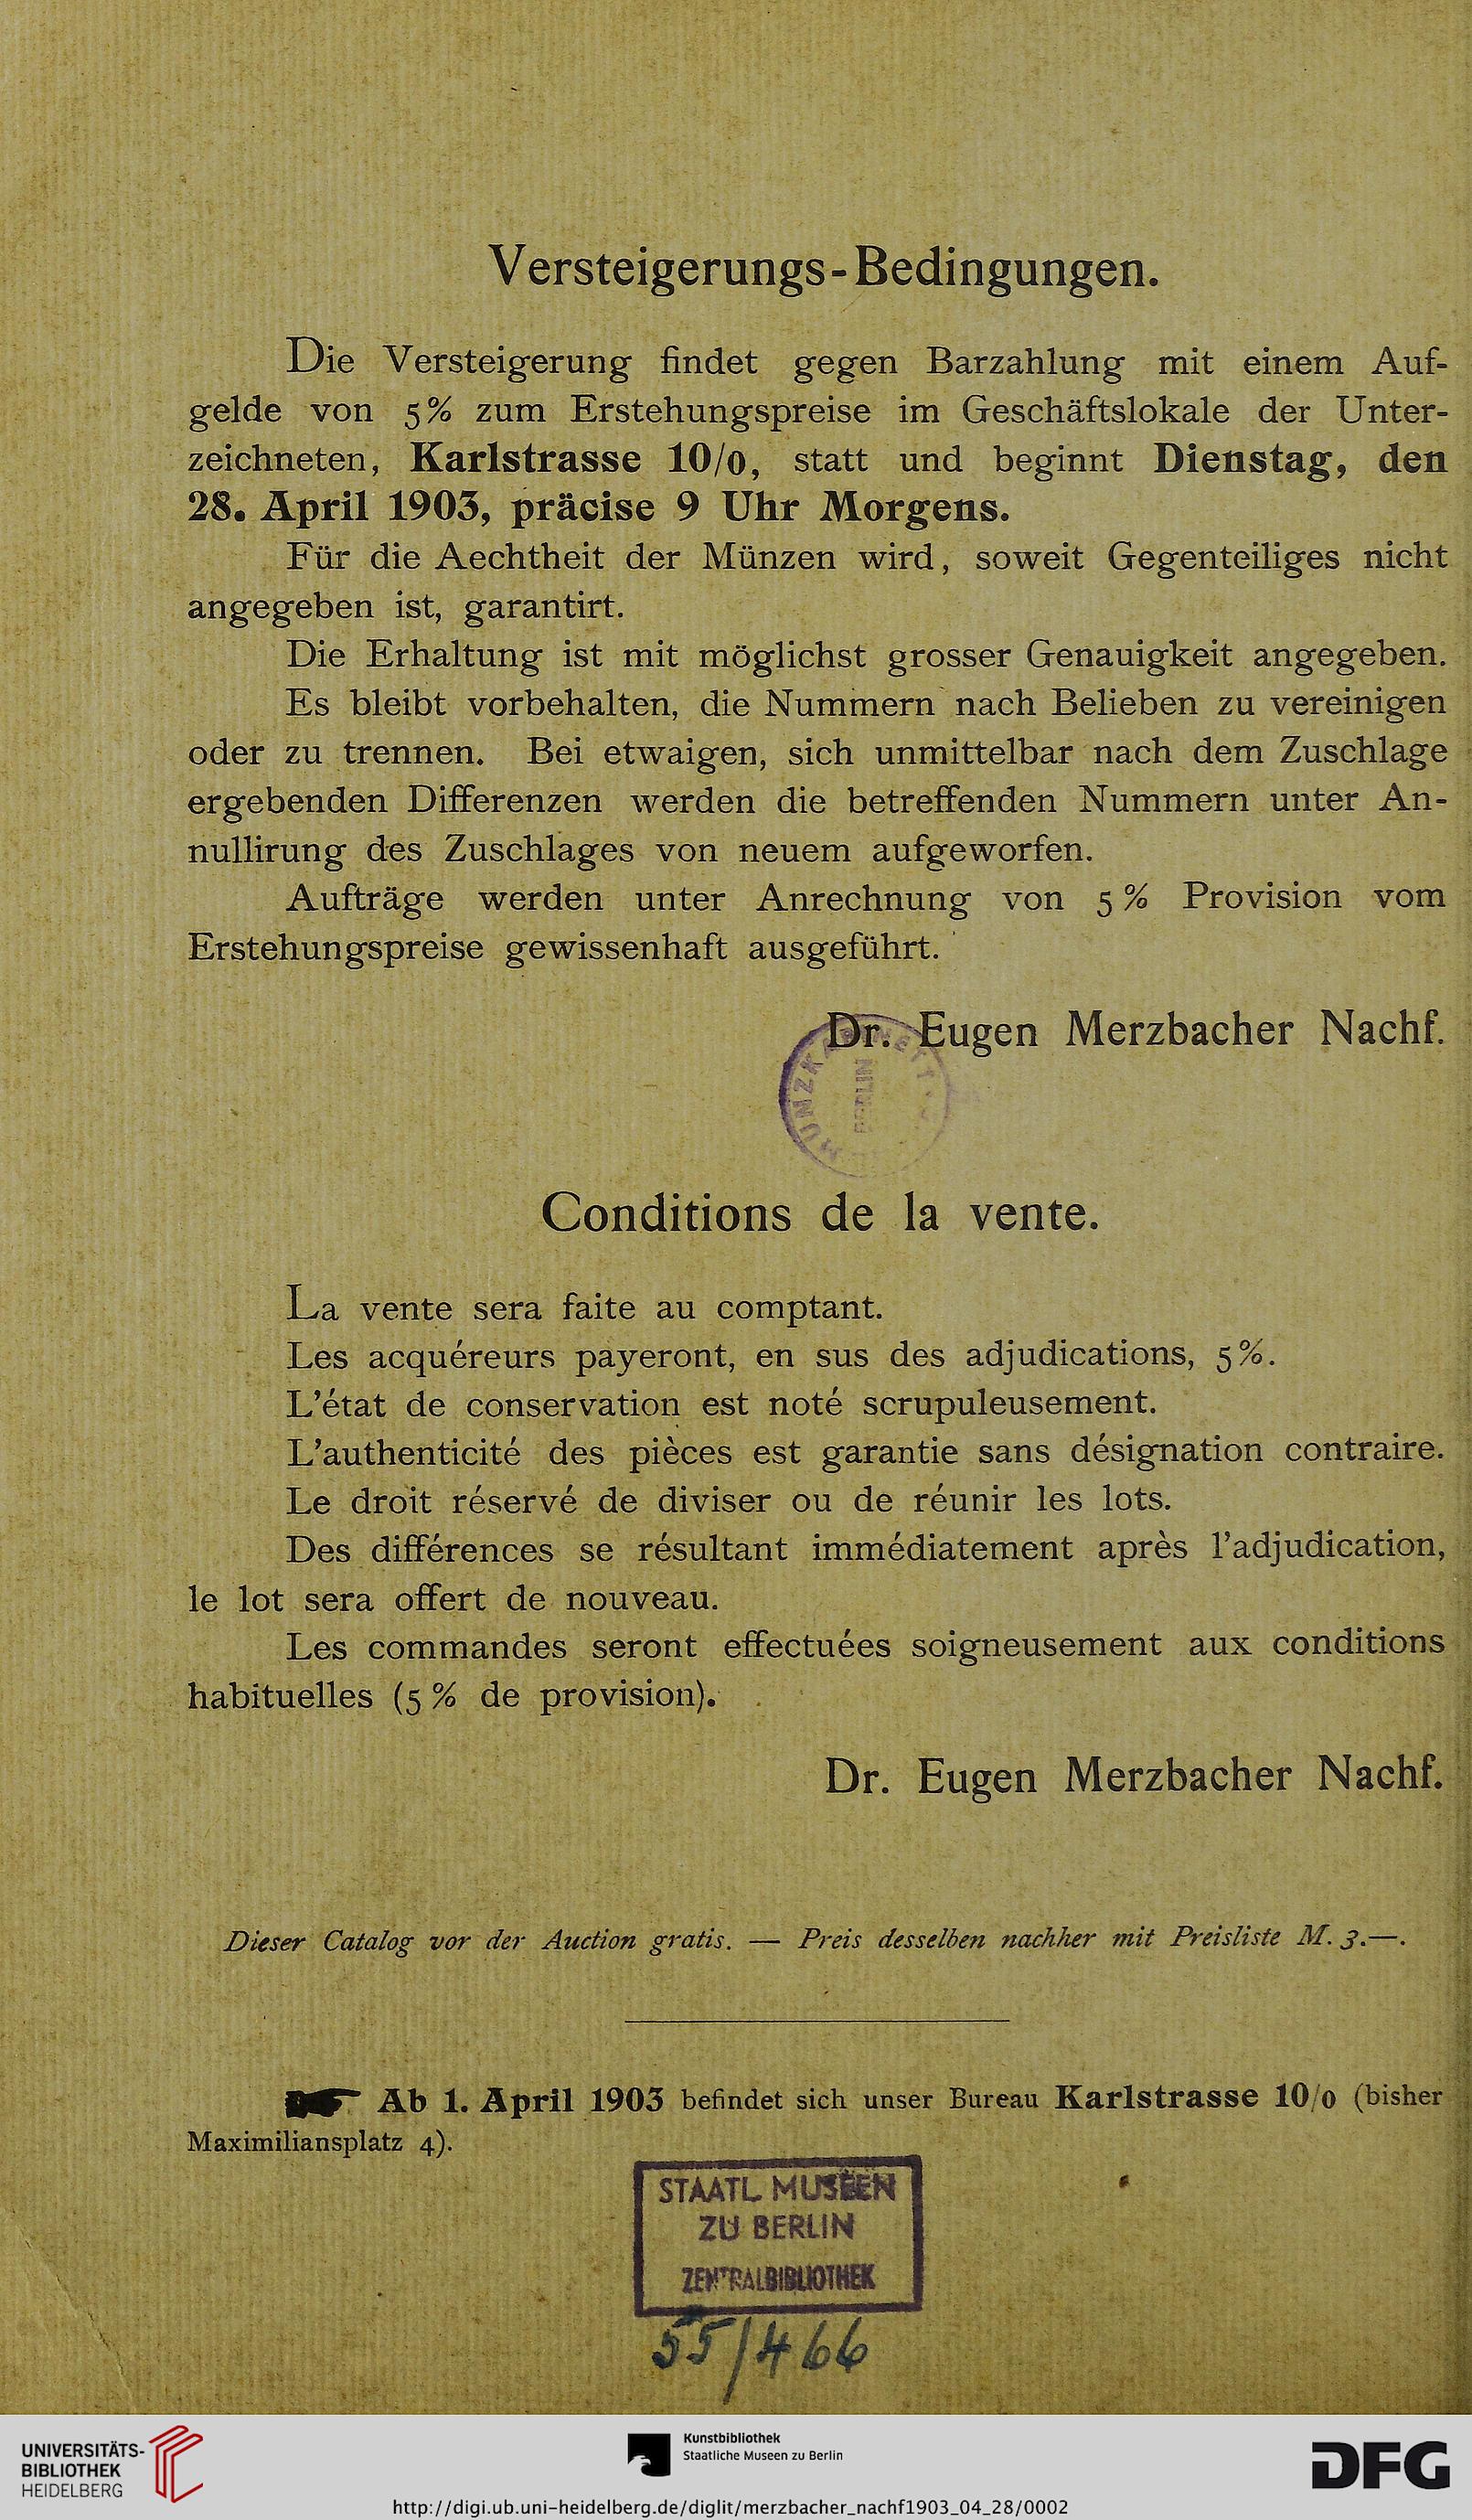 Versteigerungs-Bedingungen.
Die Versteigerung findet gegen Barzahlung mit einem Auf-
gelde von 5% zum Erstehungspreise im Geschäftslokale der Unter-
zeichneten, Karlstrasse 10/0, statt und beginnt Dienstag, den
28. April 1903, präcise 9 Uhr Morgens.
Für die Aechtheit der Münzen wird, soweit Gegenteiliges nicht
angegeben ist, garantirt.
Die Erhaltung ist mit möglichst grosser Genauigkeit angegeben.
Es bleibt vorbehalten, die Nummern nach Belieben zu vereinigen
oder zu trennen. Bei etwaigen, sich unmittelbar nach dem Zuschlage
ergebenden Differenzen werden die betreffenden Nummern unter An-
nullirung des Zuschlages von neuem aufgeworfen.
Aufträge werden unter Anrechnung von 5% Provision vom
Erstehungspreise gewissenhaft ausgeführt.
Dr. Eugen Merzbacher Nachf.
BERLIN
Conditions de la vente.
La vente sera faite au comptant.
Les acquéreurs payeront, en sus des adjudications, 5%.
L'état de conservation est noté scrupuleusement.
L'authenticité des pièces est garantie sans désignation contraire.
Le droit réservé de diviser ou de réunir les lots.
Des différences se résultant immédiatement après l'adjudication,
le lot sera offert de nouveau.
Les commandes seront effectuées soigneusement aux conditions
habituelles (5% de provision).
Dr. Eugen Merzbacher Nachf.
Dieser Catalog vor der Auction gratis. — Preis desselben nachher mit Preisliste M. 3.—.
Ab 1. April 1903 befindet sich unser Bureau Karlstrasse 10/0 (bisher
Maximiliansplatz 4).
STAATL. MUSEEN
ZU BERLIN
ZENTRALBIBLIOTHEK
55/466
UNIVERSITÄTS-
BIBLIOTHEK
HEIDELBERG
Kunstbibliothek
Staatliche Museen zu Berlin
DFG
http://digi.ub.uni-heidelberg.de/diglit/merzbacher_nachf1903_04_28/0002